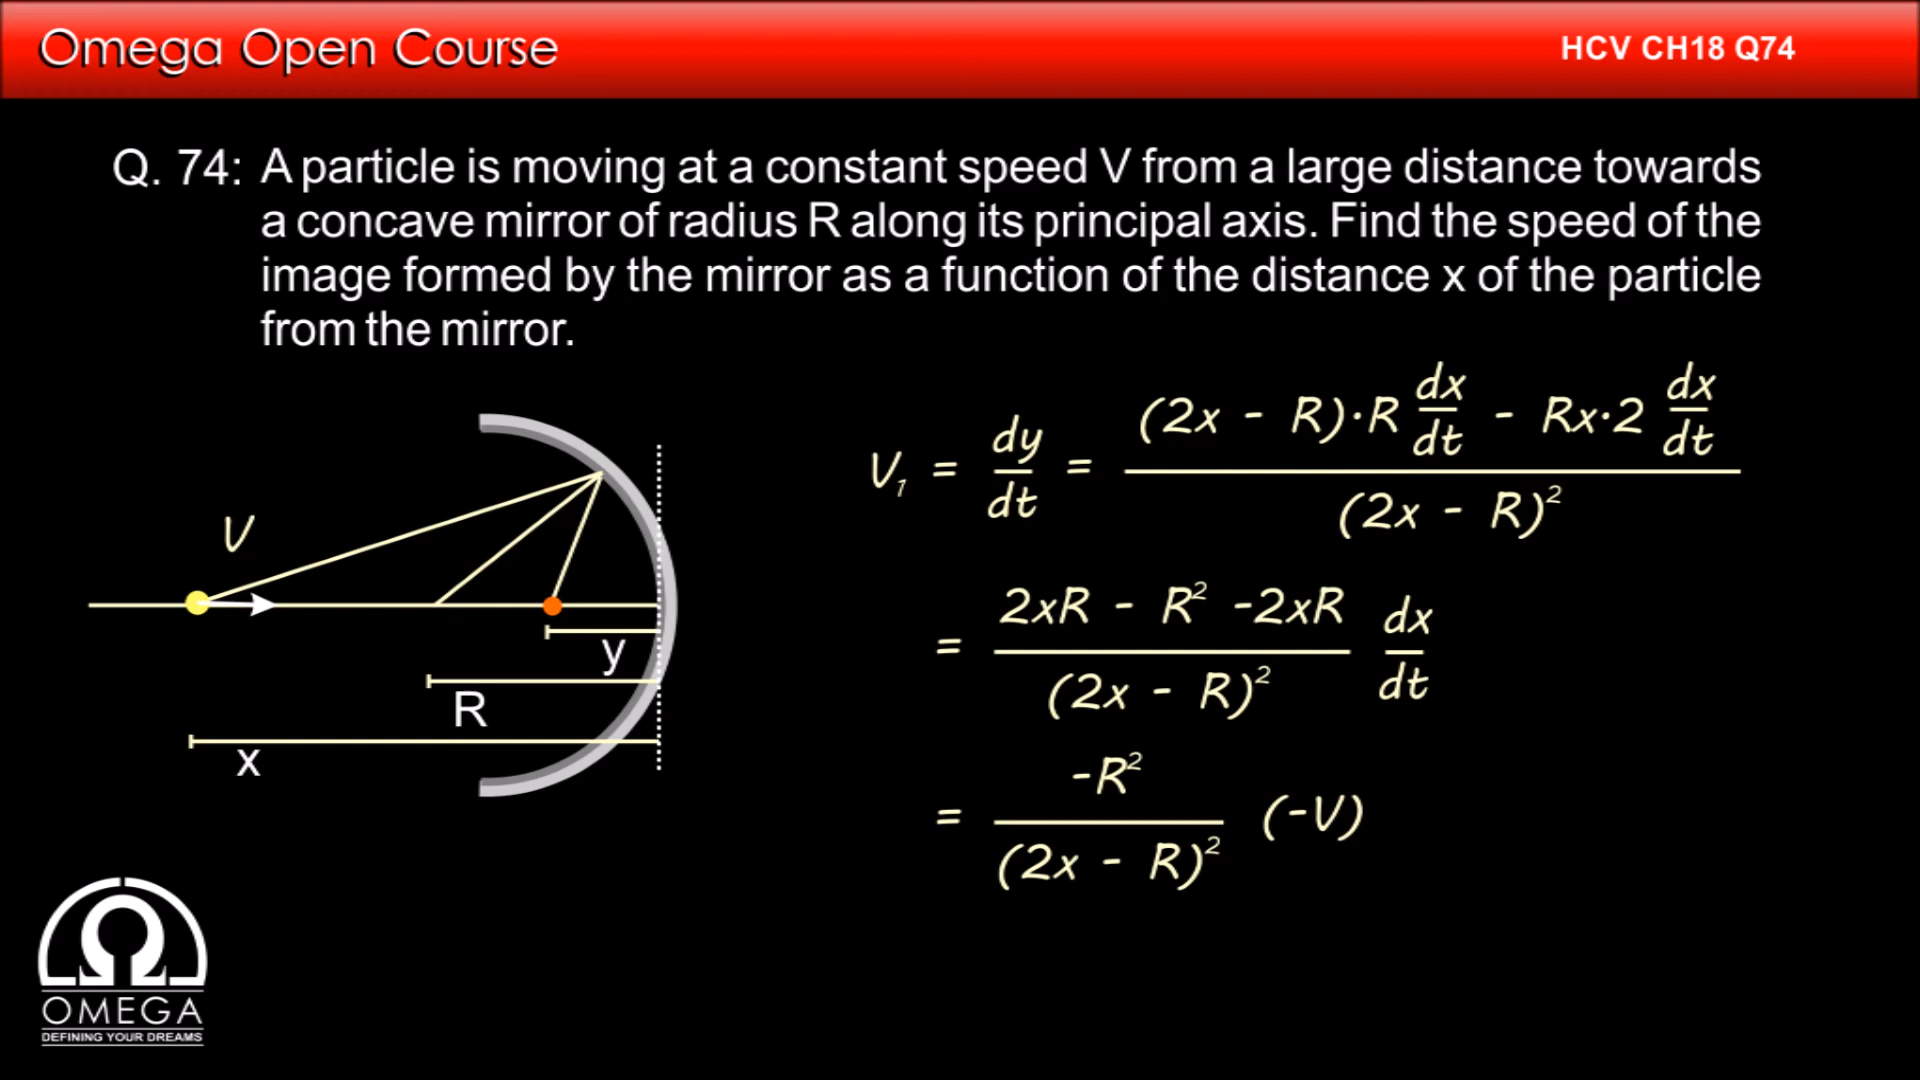 Omega Open Course
HCV CH18 Q74
Q. 74: A particle is moving at a constant speed V from a large distance towards
a concave mirror of radius R along its principal axis. Find the speed of the
image formed by the mirror as a function of the distance x of the particle
from the mirror.
V₁ = dy/dt = ((2x - R)·R dx/dt - Rx·2 dx/dt) / (2x - R)²
= (2xR - R² -2xR) / (2x - R)² dx/dt
= -R² / (2x - R)² (-V)
V
y
R
x
Ω
OMEGA
DEFINING YOUR DREAMS